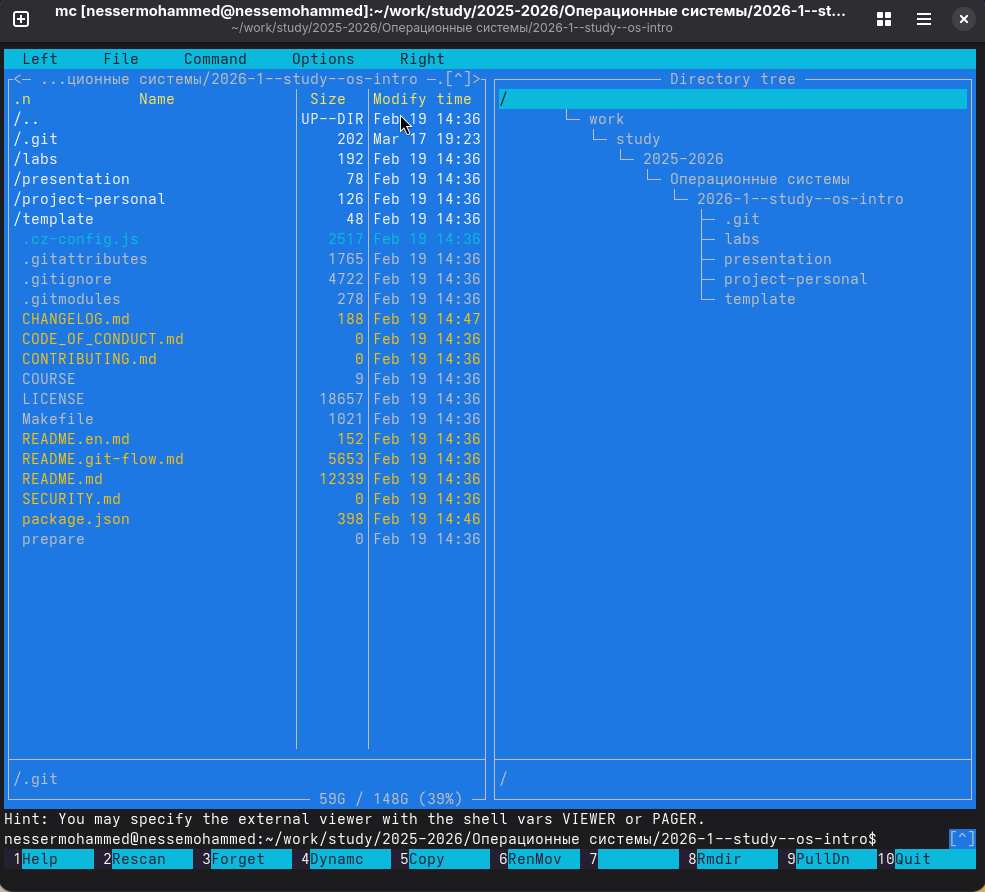 mc [nessermohammed@nessemohammed]:~/work/study/2025-2026/Операционные системы/2026-1--st...
~/work/study/2025-2026/Операционные системы/2026-1--study--os-intro
Left File Command Options Right
<─ ...ционные системы/2026-1--study--os-intro ─.[^]>
.n Name Size Modify time
/.. UP--DIR Feb 19 14:36
/.git 202 Mar 17 19:23
/labs 192 Feb 19 14:36
/presentation 78 Feb 19 14:36
/project-personal 126 Feb 19 14:36
/template 48 Feb 19 14:36
.cz-config.js 2517 Feb 19 14:36
.gitattributes 1765 Feb 19 14:36
.gitignore 4722 Feb 19 14:36
.gitmodules 278 Feb 19 14:36
CHANGELOG.md 188 Feb 19 14:47
CODE_OF_CONDUCT.md 0 Feb 19 14:36
CONTRIBUTING.md 0 Feb 19 14:36
COURSE 9 Feb 19 14:36
LICENSE 18657 Feb 19 14:36
Makefile 1021 Feb 19 14:36
README.en.md 152 Feb 19 14:36
README.git-flow.md 5653 Feb 19 14:36
README.md 12339 Feb 19 14:36
SECURITY.md 0 Feb 19 14:36
package.json 398 Feb 19 14:46
prepare 0 Feb 19 14:36
/.git
59G / 148G (39%)
Directory tree
/
work
study
2025-2026
Операционные системы
2026-1--study--os-intro
.git
labs
presentation
project-personal
template
/
Hint: You may specify the external viewer with the shell vars VIEWER or PAGER.
nessermohammed@nessemohammed:~/work/study/2025-2026/Операционные системы/2026-1--study--os-intro$ [^]
1Help 2Rescan 3Forget 4Dynamc 5Copy 6RenMov 7 8Rmdir 9PullDn 10Quit